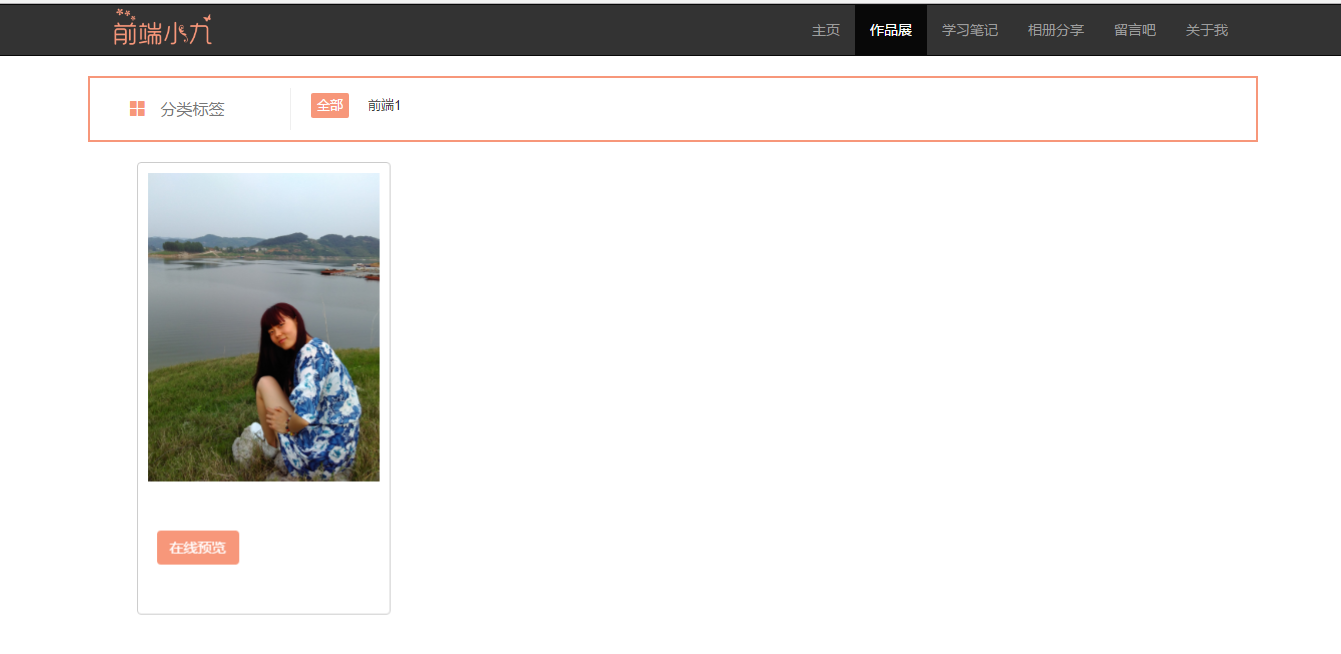 前端小九
主页 作品展 学习笔记 相册分享 留言吧 关于我
分类标签 全部 前端1
在线预览